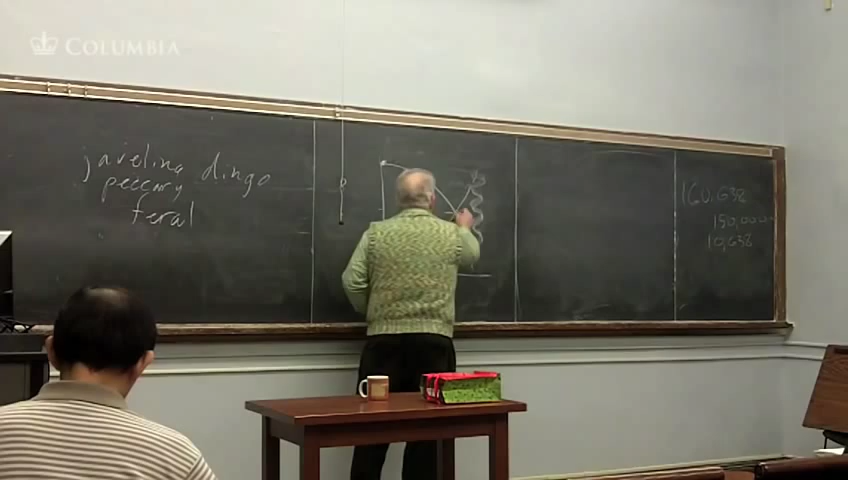 COLUMBIA
javelina dingo
peccary
feral
160,638
150,000
10,638